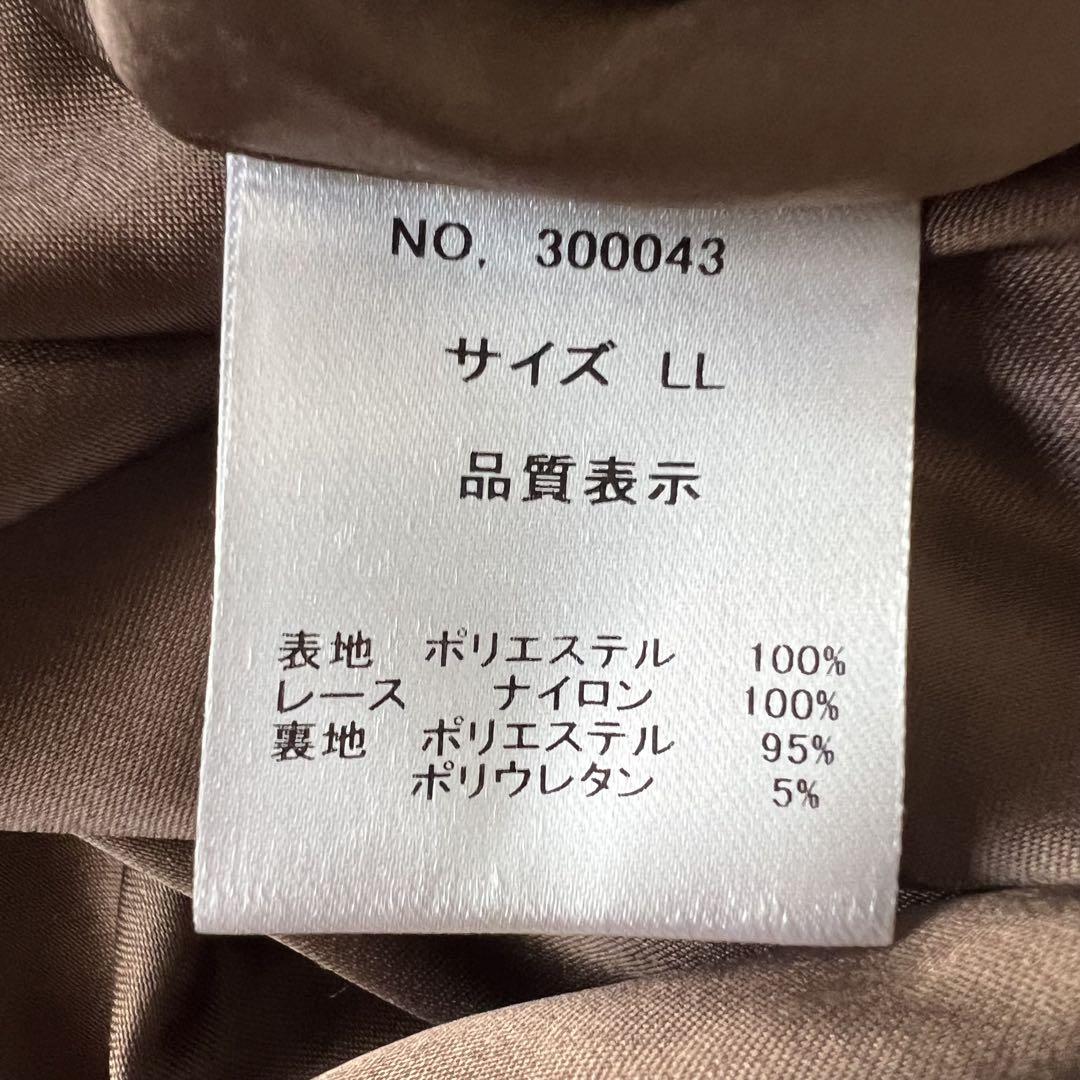 NO. 300043
サイズ LL
品質表示
表地 ポリエステル 100%
レース ナイロン 100%
裏地 ポリエステル 95%
ポリウレタン 5%